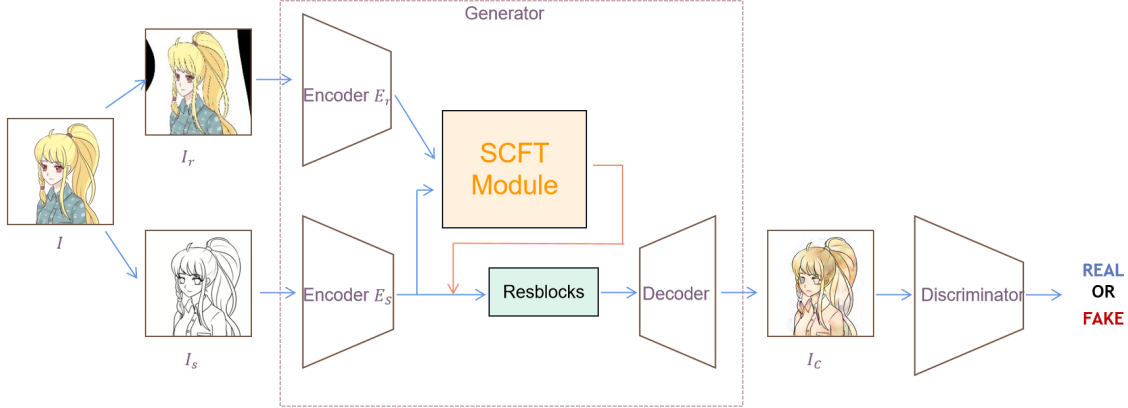 Generator
Encoder E_r
I_r
SCFT
Module
I
Encoder E_s
Resblocks
Decoder
Discriminator
REAL
OR
FAKE
I_s
I_C